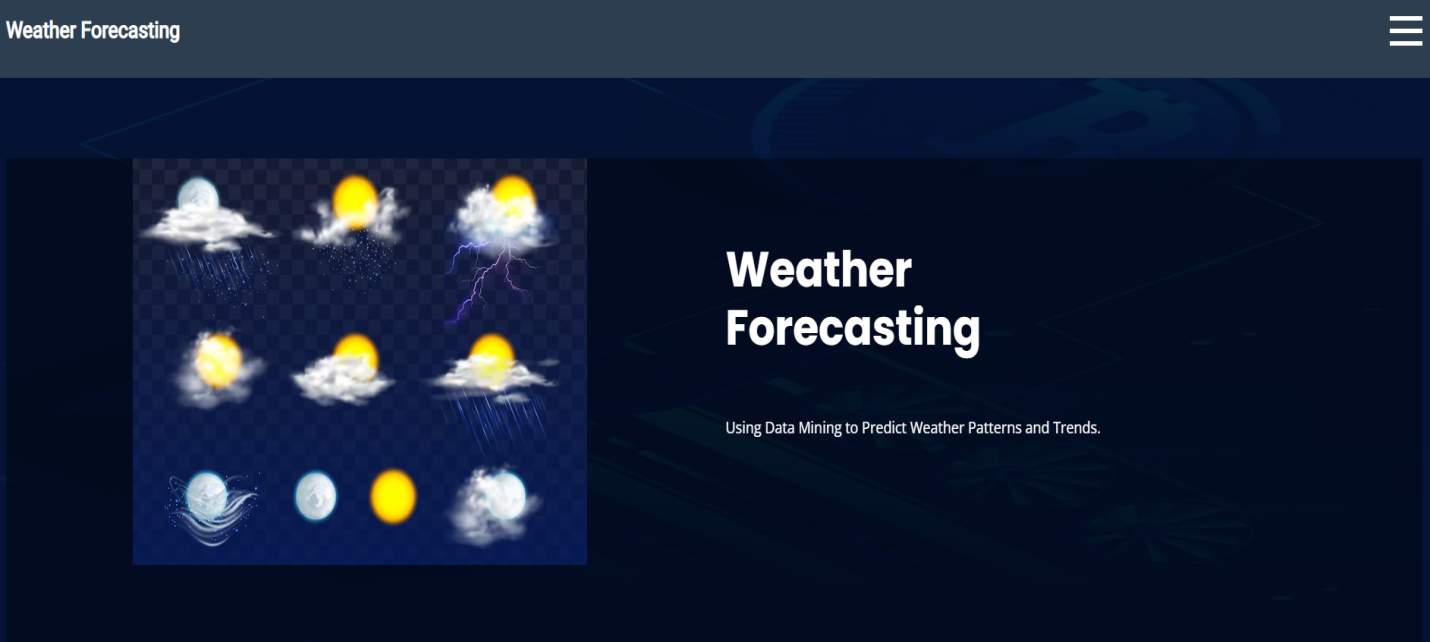 Weather Forecasting
Weather
Forecasting
Using Data Mining to Predict Weather Patterns and Trends.